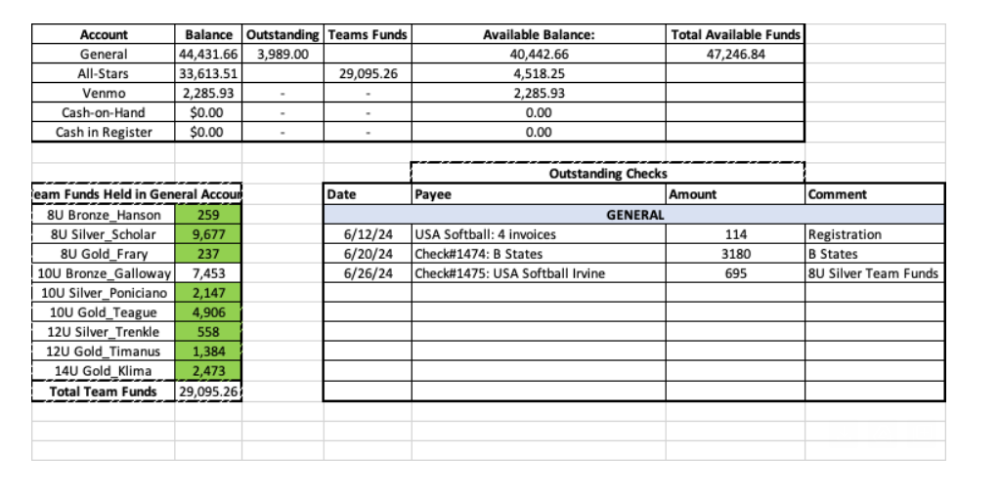 Account Balance Outstanding Teams Funds Available Balance: Total Available Funds
General 44,431.66 3,989.00 40,442.66 47,246.84
All-Stars 33,613.51 29,095.26 4,518.25
Venmo 2,285.93 - - 2,285.93
Cash-on-Hand $0.00 - - 0.00
Cash in Register $0.00 - - 0.00
Outstanding Checks
eam Funds Held in General Accoun Date Payee Amount Comment
8U Bronze_Hanson 259 GENERAL
8U Silver_Scholar 9,677 6/12/24 USA Softball: 4 invoices 114 Registration
8U Gold_Frary 237 6/20/24 Check#1474: B States 3180 B States
10U Bronze_Galloway 7,453 6/26/24 Check#1475: USA Softball Irvine 695 8U Silver Team Funds
10U Silver_Poniciano 2,147
10U Gold_Teague 4,906
12U Silver_Trenkle 558
12U Gold_Timanus 1,384
14U Gold_Klima 2,473
Total Team Funds 29,095.26